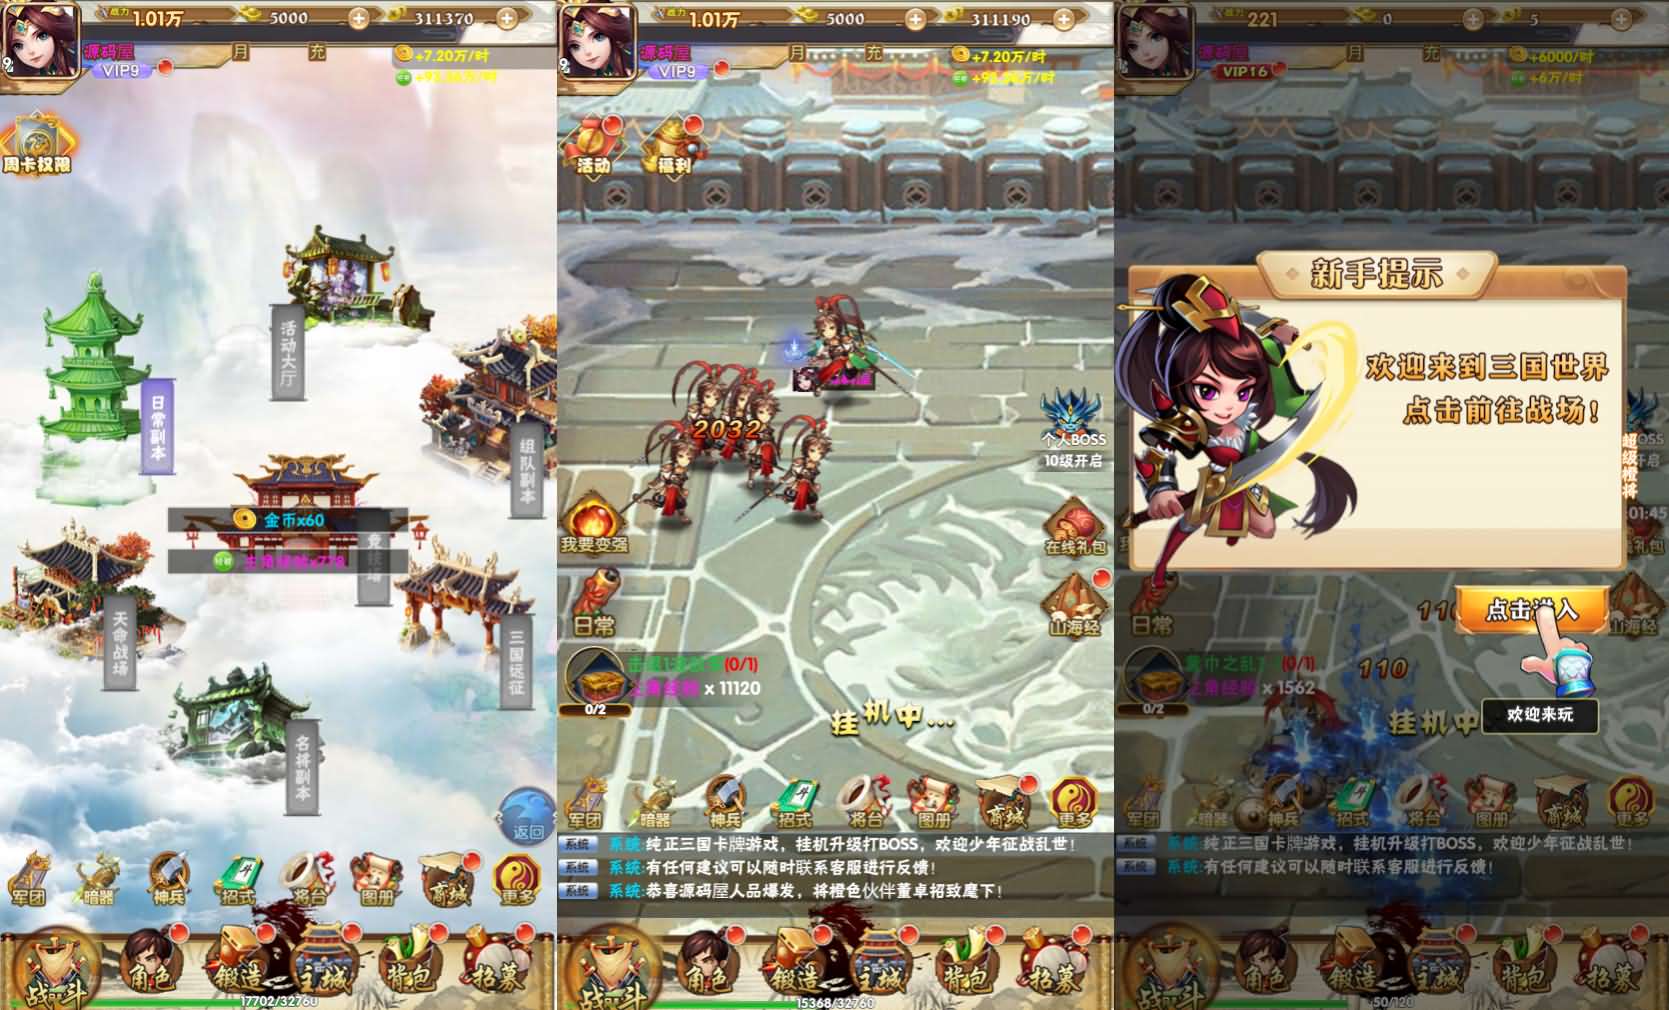 战力
1.01万
5000
311370
源码屋
VIP9
月
充
+7.20万/时
周卡权限
活动大厅
日常副本
组队副本
金币x60
天命战场
三国远征
名将副本
返回
军团
暗器
神兵
招式
将台
图册
商城
更多
战斗
角色
锻造
主城
背包
招募
17702/32760
战力
1.01万
5000
311190
源码屋
VIP9
月
充
+7.20万/时
活动
福利
2032
个人BOSS
10级开启
我要变强
在线礼包
日常
山海经
(0/1)
x 11120
0/2
挂机中...
军团
暗器
神兵
招式
将台
图册
商城
更多
系统
系统:纯正三国卡牌游戏，挂机升级打BOSS，欢迎少年征战乱世！
系统
系统:有任何建议可以随时联系客服进行反馈！
系统
系统:恭喜源码屋人品爆发，将橙色伙伴董卓招致麾下！
战斗
角色
锻造
主城
背包
招募
15368/32760
战力
221
0
5
源码屋
VIP16
月
充
+6000/时
+6万/时
新手提示
欢迎来到三国世界
点击前往战场！
超级橙将
:01:45
点击进入
日常
山海经
黄巾之乱
(0/1)
x 1562
0/2
110
挂机中
欢迎来玩
军团
暗器
神兵
招式
将台
图册
商城
更多
系统
系统:纯正三国卡牌游戏，挂机升级打BOSS，欢迎少年征战乱世！
系统
系统:有任何建议可以随时联系客服进行反馈！
战斗
角色
锻造
主城
背包
招募
50/120